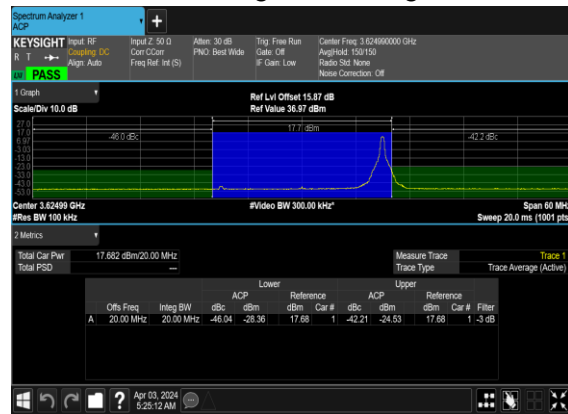 Spectrum Analyzer 1
ACP
+
KEYSIGHT Input: RF Input Z: 50 Ω Atten: 30 dB Trig: Free Run Center Freq: 3.624990000 GHz
R T Coupling: DC Corr CCorr PNO: Best Wide Gate: Off Avg|Hold: 150/150
Align: Auto Freq Ref: Int (S) IF Gain: Low Radio Std: None
LXI PASS Noise Correction: Off
1 Graph
Scale/Div 10.0 dB Ref Lvl Offset 15.87 dB
Ref Value 36.97 dBm
27.0
17.0 17.7 dBm
6.97 -46.0 dBc -42.2 dBc
-3.03
-13.0
-23.0
-33.0
-43.0
-53.0
Center 3.62499 GHz #Video BW 300.00 kHz* Span 60 MHz
#Res BW 100 kHz Sweep 20.0 ms (1001 pts
2 Metrics
Total Car Pwr 17.682 dBm/20.00 MHz Measure Trace Trace 1
Total PSD --- Trace Type Trace Average (Active)
Lower Upper
ACP Reference ACP Reference
Offs Freq Integ BW dBc dBm dBm Car # dBc dBm dBm Car # Filter
A 20.00 MHz 20.00 MHz -46.04 -28.36 17.68 1 -42.21 -24.53 17.68 1 -3 dB
? Apr 03, 2024
5:25:12 AM